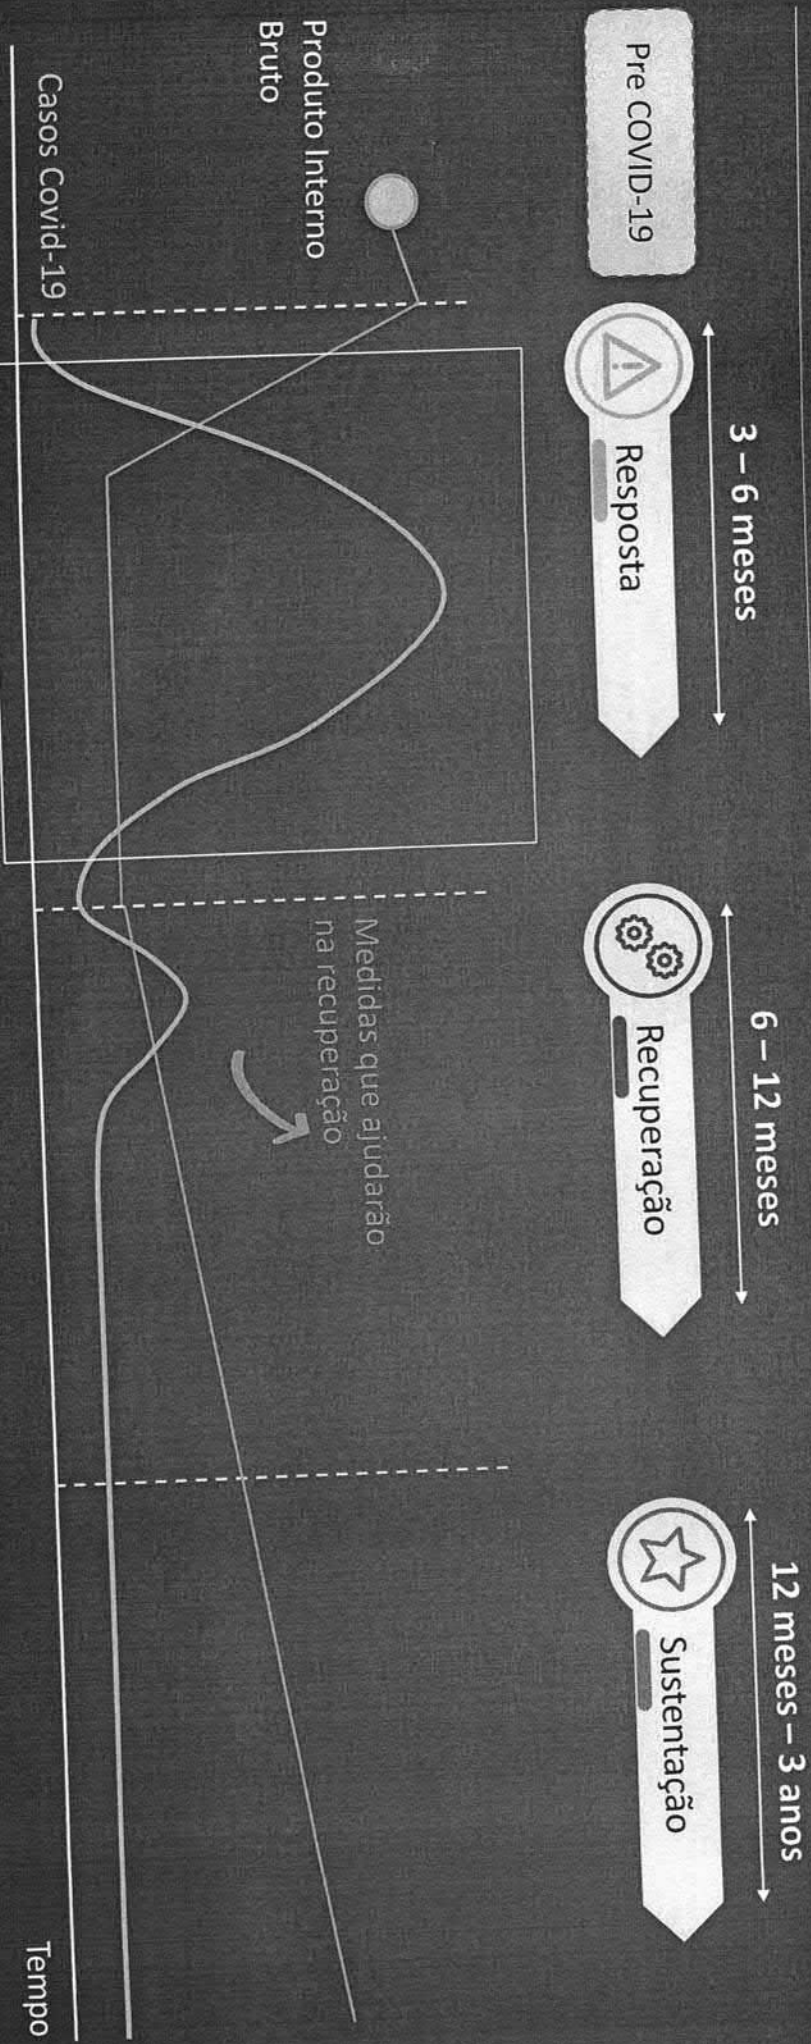 3 – 6 meses
6 – 12 meses
12 meses – 3 anos
Pre COVID-19
Resposta
Recuperação
Sustentação
Produto Interno
Bruto
Medidas que ajudarão
na recuperação
Casos Covid-19
Tempo